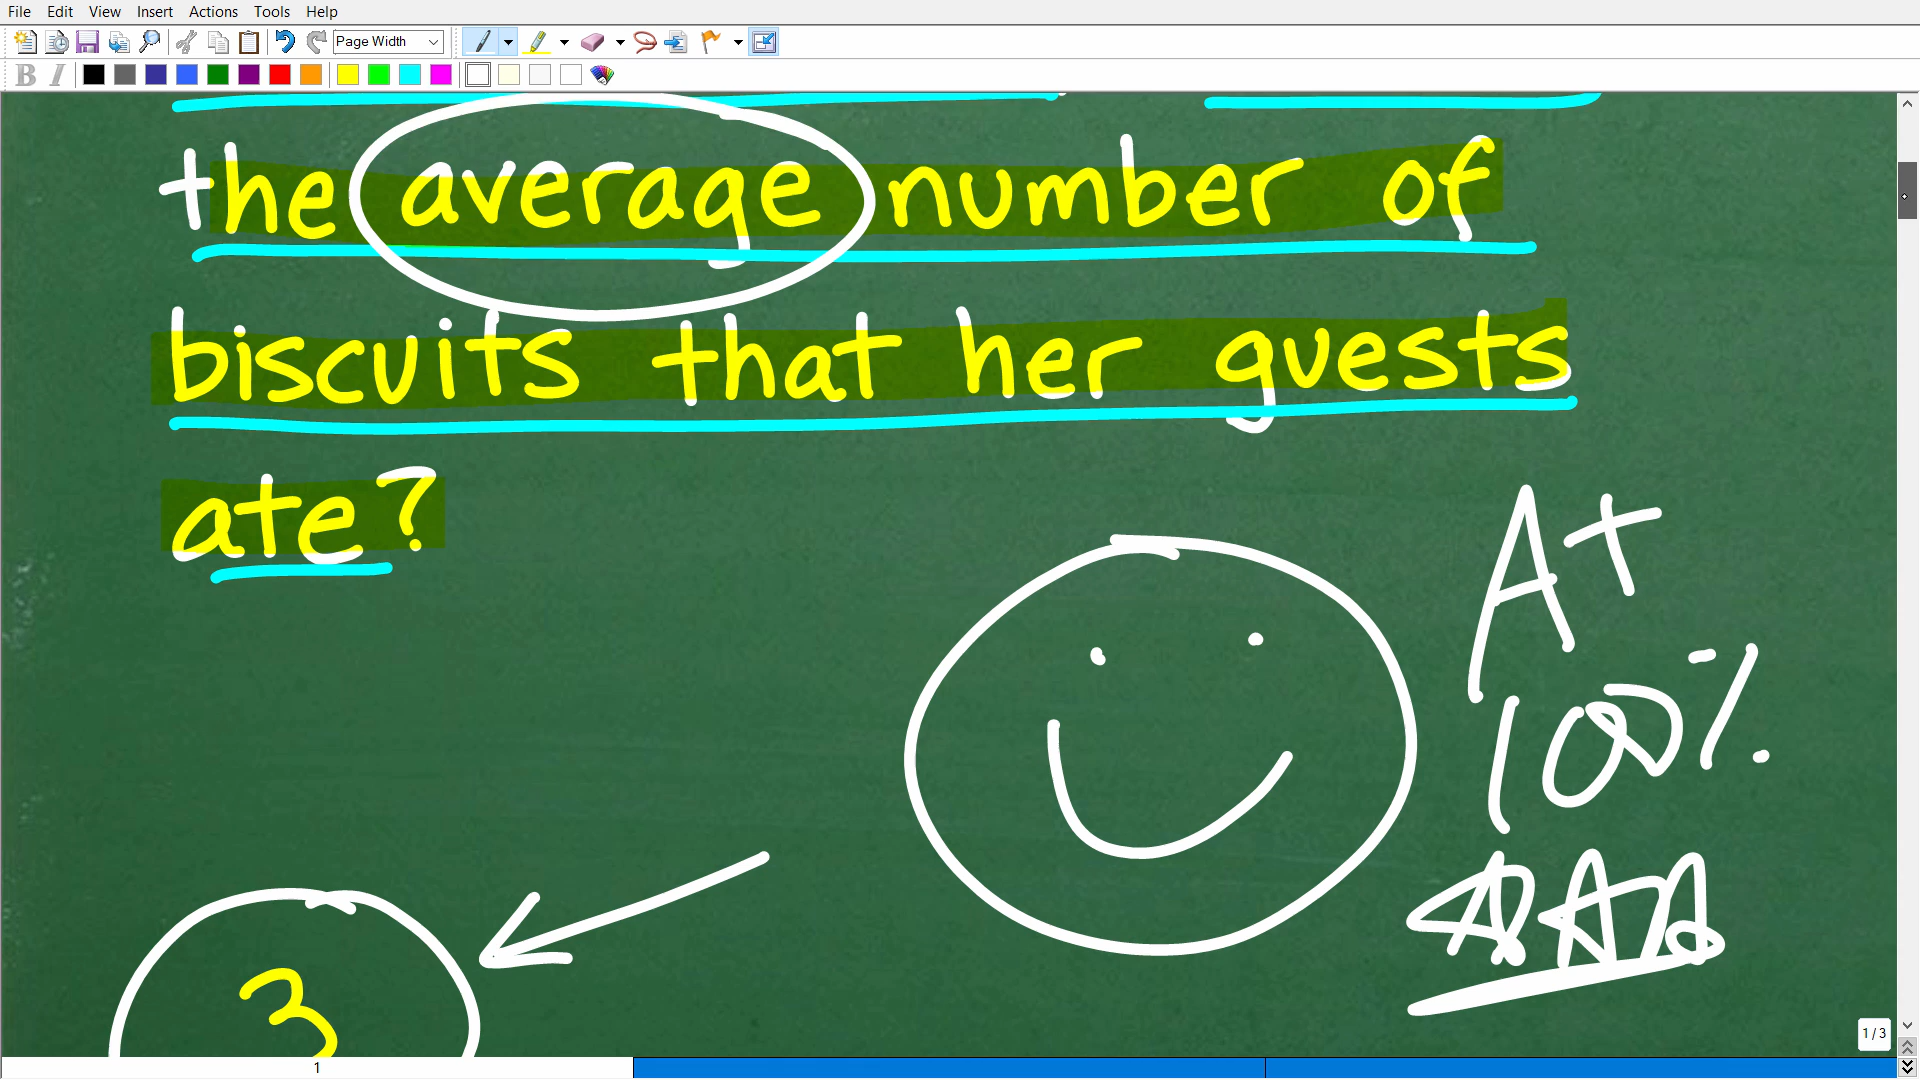 File Edit View Insert Actions Tools Help
Page Width
B I
the average number of
biscuits that her guests
ate?
A+
100%
3
1 / 3
1